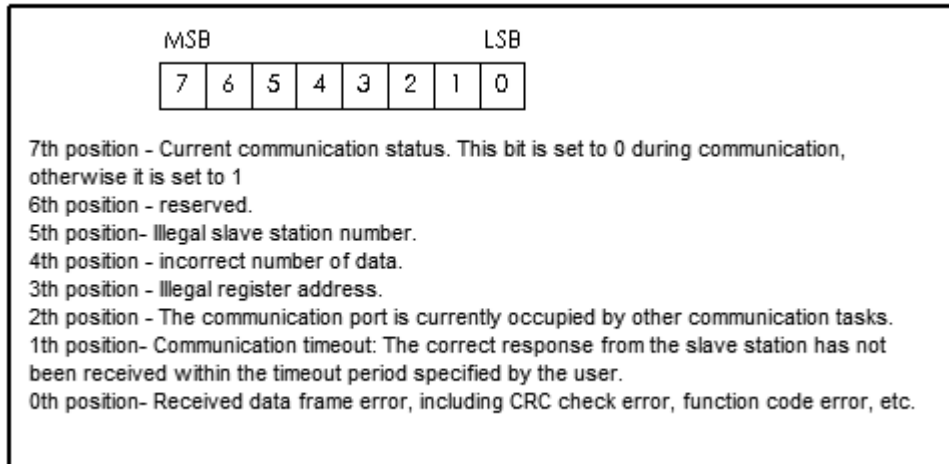 MSB LSB
7 6 5 4 3 2 1 0
7th position - Current communication status. This bit is set to 0 during communication,
otherwise it is set to 1
6th position - reserved.
5th position- Illegal slave station number.
4th position - incorrect number of data.
3th position - Illegal register address.
2th position - The communication port is currently occupied by other communication tasks.
1th position- Communication timeout: The correct response from the slave station has not
been received within the timeout period specified by the user.
0th position- Received data frame error, including CRC check error, function code error, etc.